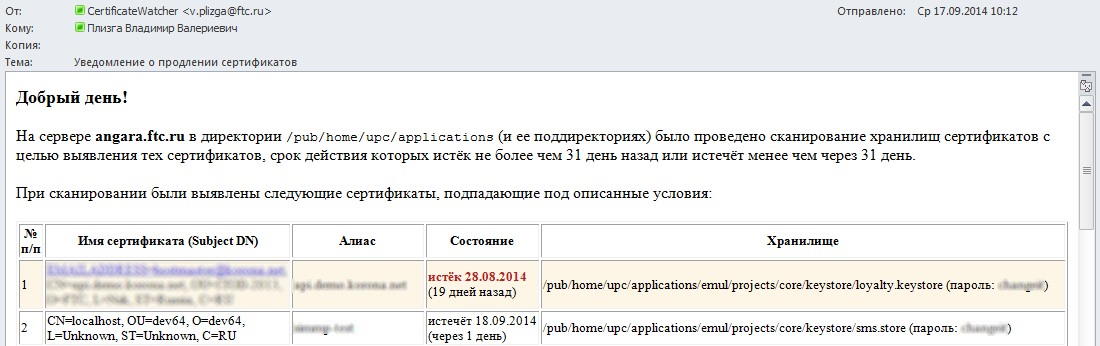 От: CertificateWatcher <v.plizga@ftc.ru> Отправлено: Ср 17.09.2014 10:12
Кому: Плизга Владимир Валериевич
Копия:
Тема: Уведомление о продлении сертификатов
Добрый день!
На сервере angara.ftc.ru в директории /pub/home/upc/applications (и ее поддиректориях) было проведено сканирование хранилищ сертификатов с
целью выявления тех сертификатов, срок действия которых истёк не более чем 31 день назад или истечёт менее чем через 31 день.
При сканировании были выявлены следующие сертификаты, подпадающие под описанные условия:
№ п/п Имя сертификата (Subject DN) Алиас Состояние Хранилище
1 истёк 28.08.2014 (19 дней назад) /pub/home/upc/applications/emul/projects/core/keystore/loyalty.keystore (пароль: )
2 CN=localhost, OU=dev64, O=dev64, L=Unknown, ST=Unknown, C=RU истечёт 18.09.2014 (через 1 день) /pub/home/upc/applications/emul/projects/core/keystore/sms.store (пароль: )